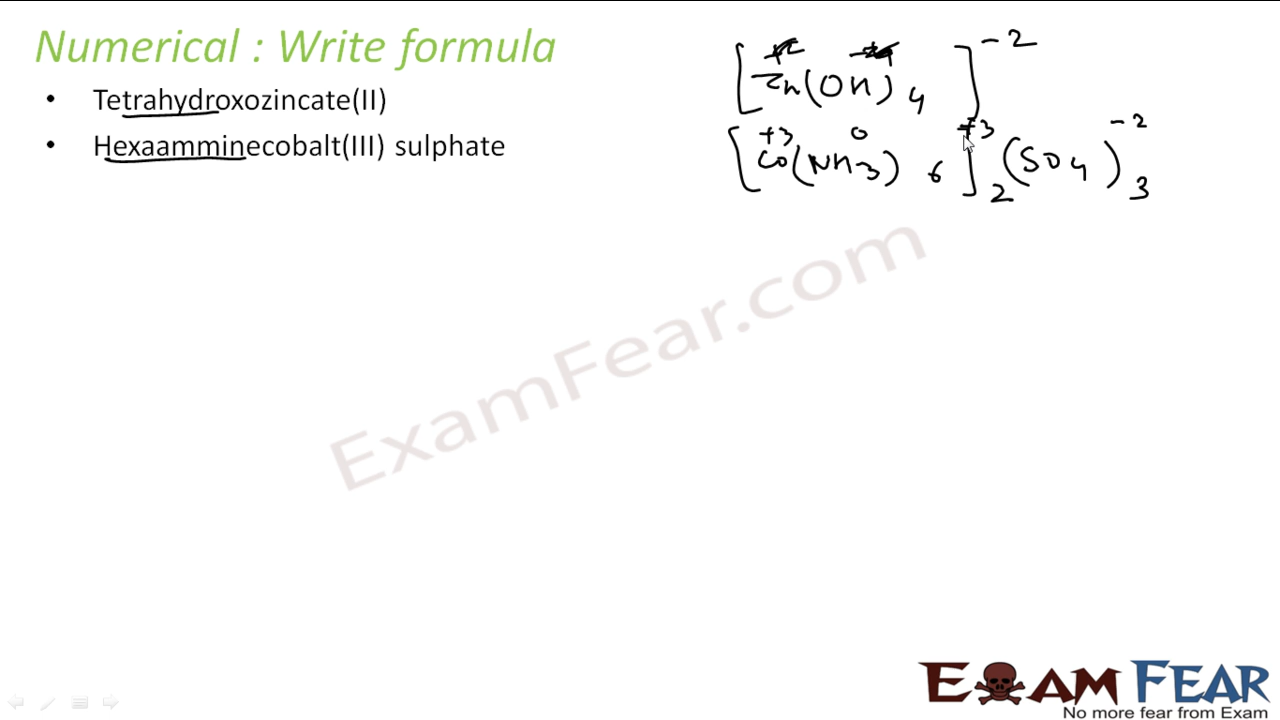 Numerical : Write formula
• Tetrahydroxozincate(II)
• Hexaamminecobalt(III) sulphate
[Zn(OH)4]-2
+3 0 +3 -2
[Co(NH3)6]2(SO4)3
ExamFear.com
EXAM FEAR
No more fear from Exam